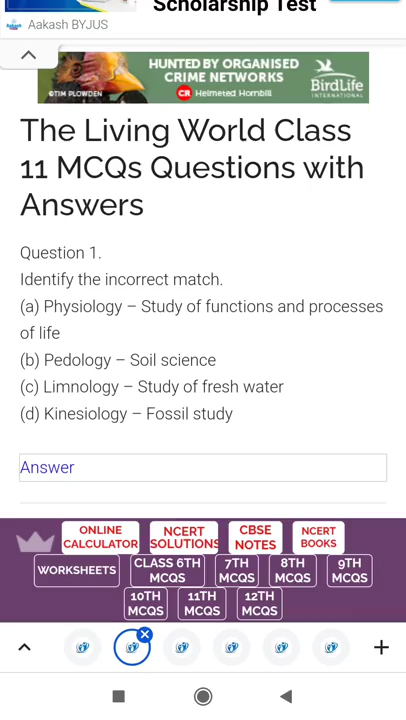 Scholarship Test
Aakash BYJUS
HUNTED BY ORGANISED
CRIME NETWORKS
©TIM PLOWDEN
CR Helmeted Hornbill
BirdLife
INTERNATIONAL
The Living World Class
11 MCQs Questions with
Answers
Question 1.
Identify the incorrect match.
(a) Physiology – Study of functions and processes
of life
(b) Pedology – Soil science
(c) Limnology – Study of fresh water
(d) Kinesiology – Fossil study
Answer
ONLINE
CALCULATOR
NCERT
SOLUTIONS
CBSE
NOTES
NCERT
BOOKS
WORKSHEETS
CLASS 6TH
MCQS
7TH
MCQS
8TH
MCQS
9TH
MCQS
10TH
MCQS
11TH
MCQS
12TH
MCQS